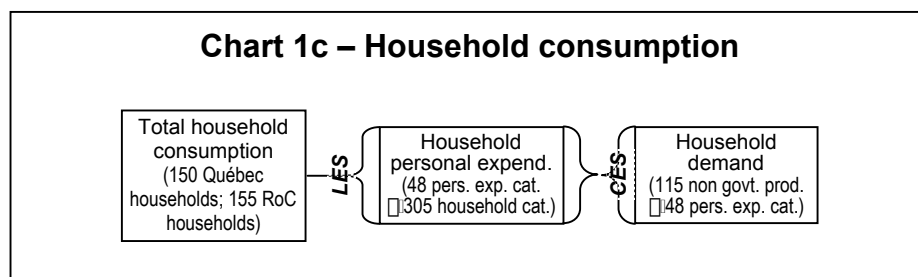 Chart 1c – Household consumption
Total household
consumption
(150 Québec
households; 155 RoC
households)
LES
Household
personal expend.
(48 pers. exp. cat.
305 household cat.)
CES
Household
demand
(115 non govt. prod.
48 pers. exp. cat.)